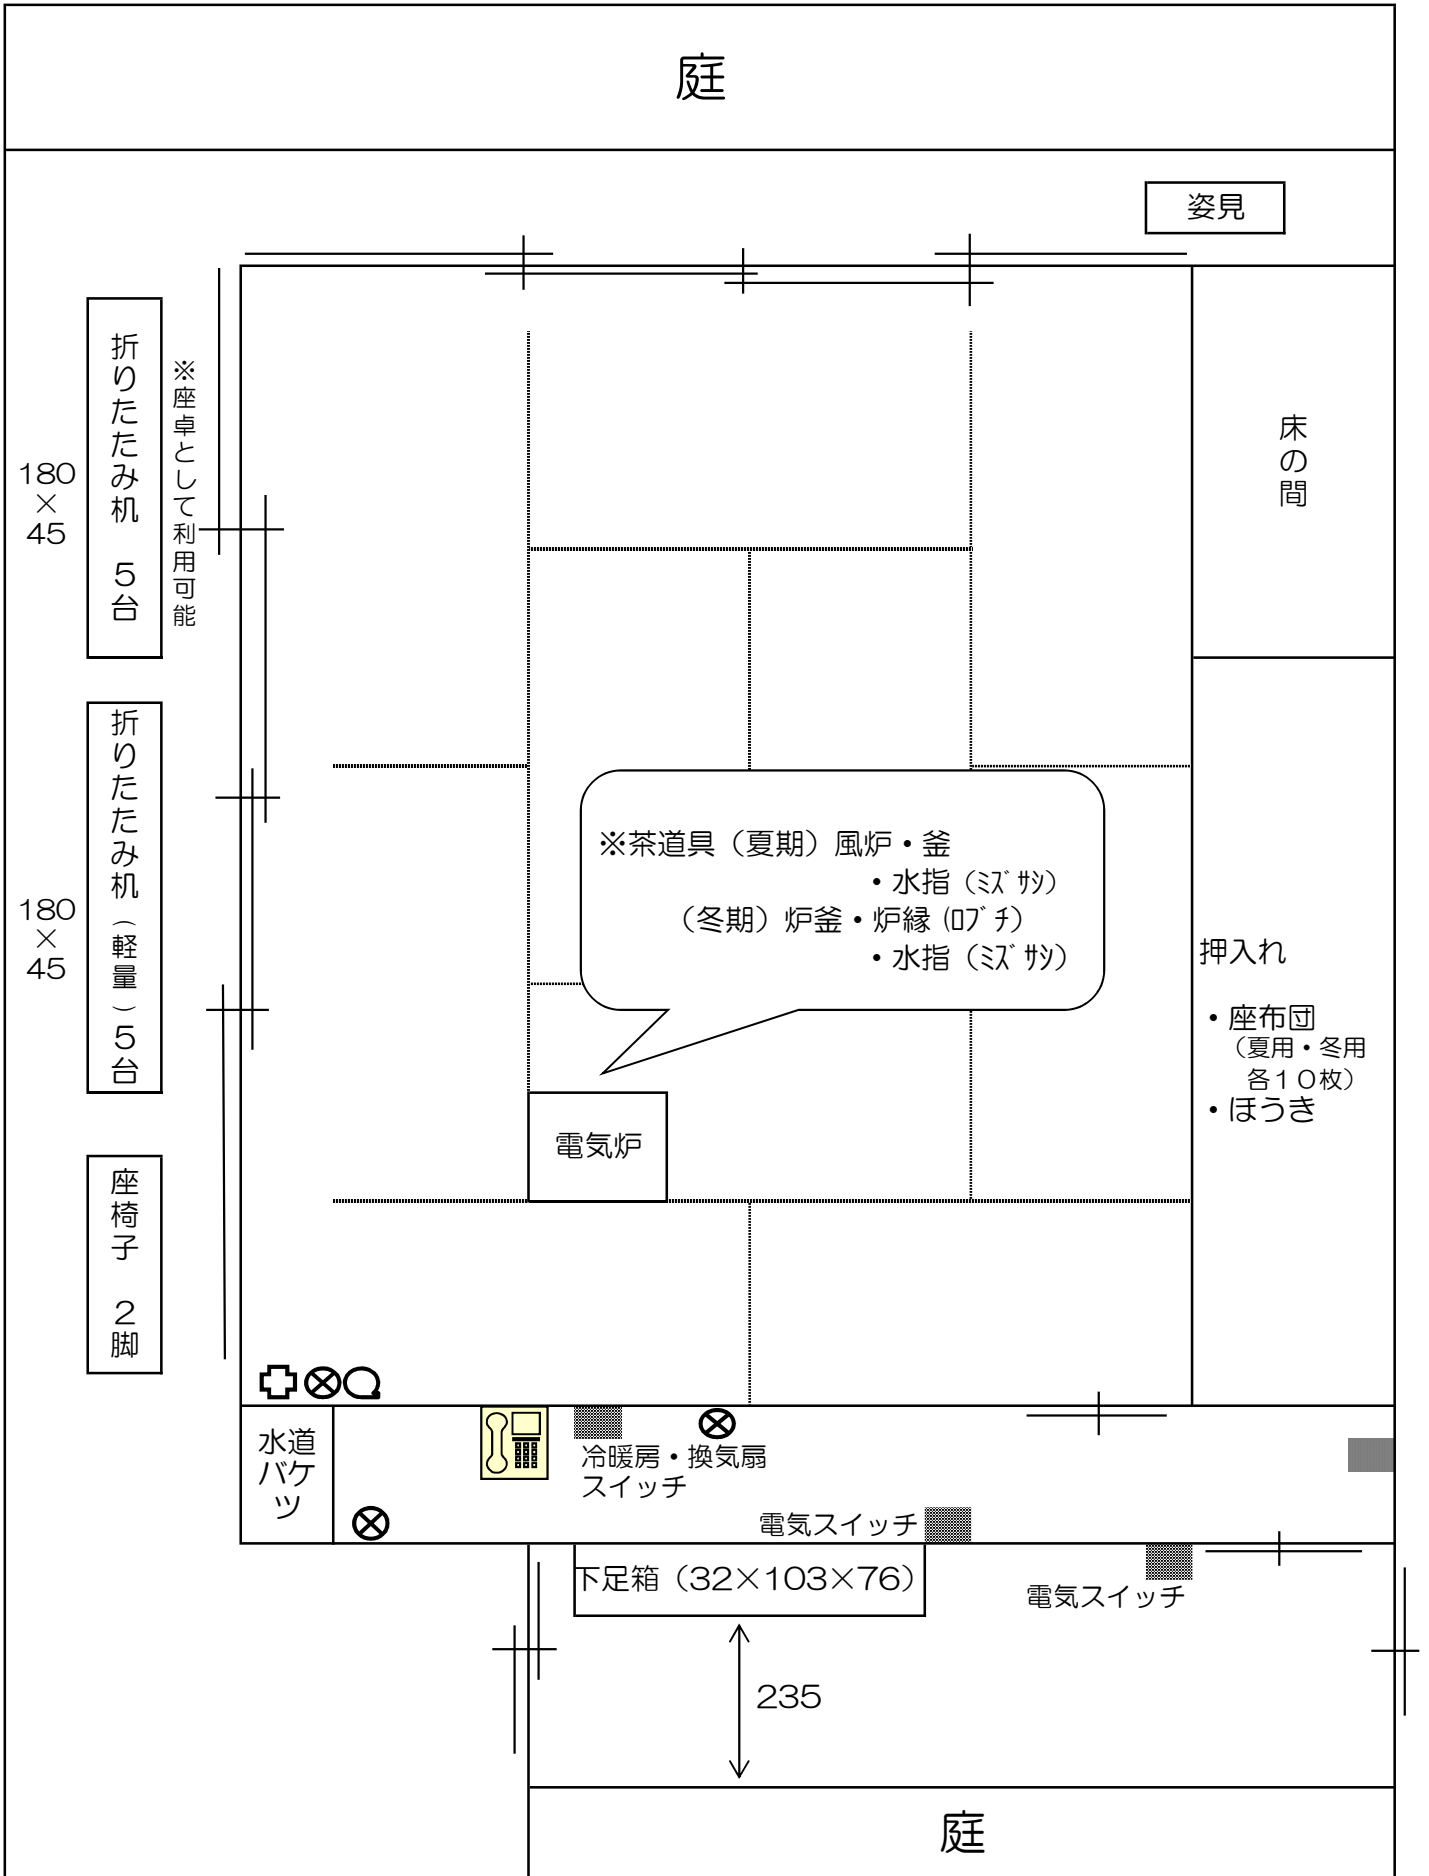 庭
姿見
折りたたみ机　５台
※座卓として利用可能
180
×
45
床の間
折りたたみ机（軽量）５台
180
×
45
※茶道具（夏期）風炉・釜
・水指（ﾐｽﾞｻｼ）
（冬期）炉釜・炉縁（ﾛﾌﾞﾁ）
・水指（ﾐｽﾞｻｼ）
押入れ
・座布団
（夏用・冬用
各１０枚）
・ほうき
電気炉
座椅子　２脚
水道
バケ
ツ
冷暖房・換気扇
スイッチ
電気スイッチ
下足箱（32×103×76）
電気スイッチ
235
庭